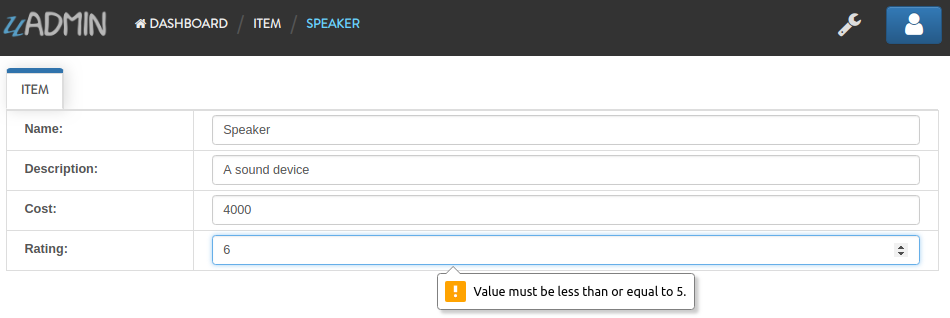 uADMIN DASHBOARD / ITEM / SPEAKER
ITEM
Name: Speaker
Description: A sound device
Cost: 4000
Rating: 6
Value must be less than or equal to 5.